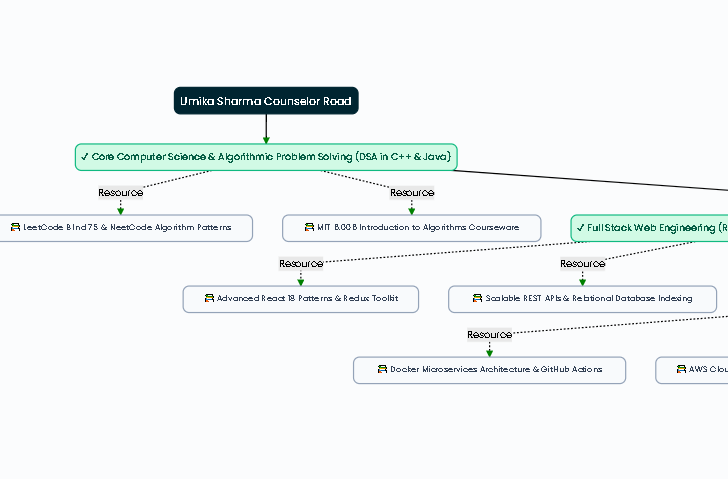 Umika Sharma Counselor Road
✓ Core Computer Science & Algorithmic Problem Solving (DSA in C++ & Java)
Resource
Resource
LeetCode Blind 75 & NeetCode Algorithm Patterns
MIT 6.006 Introduction to Algorithms Courseware
✓ Full Stack Web Engineering (R
Resource
Resource
Advanced React 18 Patterns & Redux Toolkit
Scalable REST APIs & Relational Database Indexing
Resource
Docker Microservices Architecture & GitHub Actions
AWS Clou